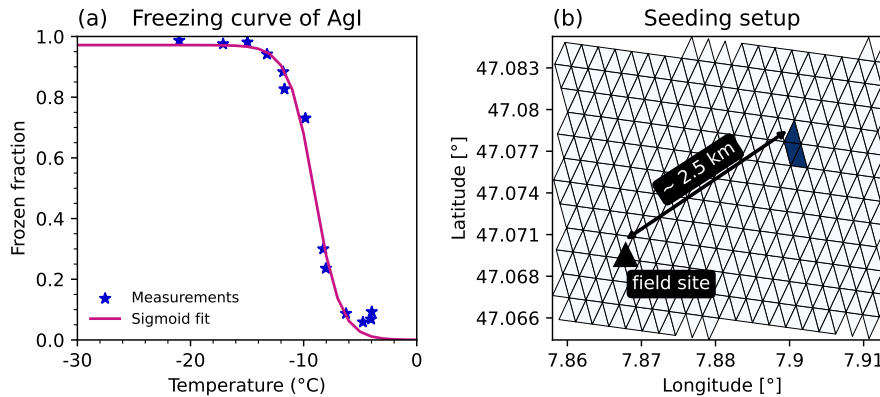 (a) Freezing curve of AgI
1.0
0.8
0.6
0.4
0.2
0.0
Frozen fraction
Measurements
Sigmoid fit
-30 -20 -10 0
Temperature (°C)
(b) Seeding setup
47.083
47.08
47.077
47.074
47.071
47.068
47.066
Latitude [°]
~ 2.5 km
field site
7.86 7.87 7.88 7.89 7.9 7.91
Longitude [°]